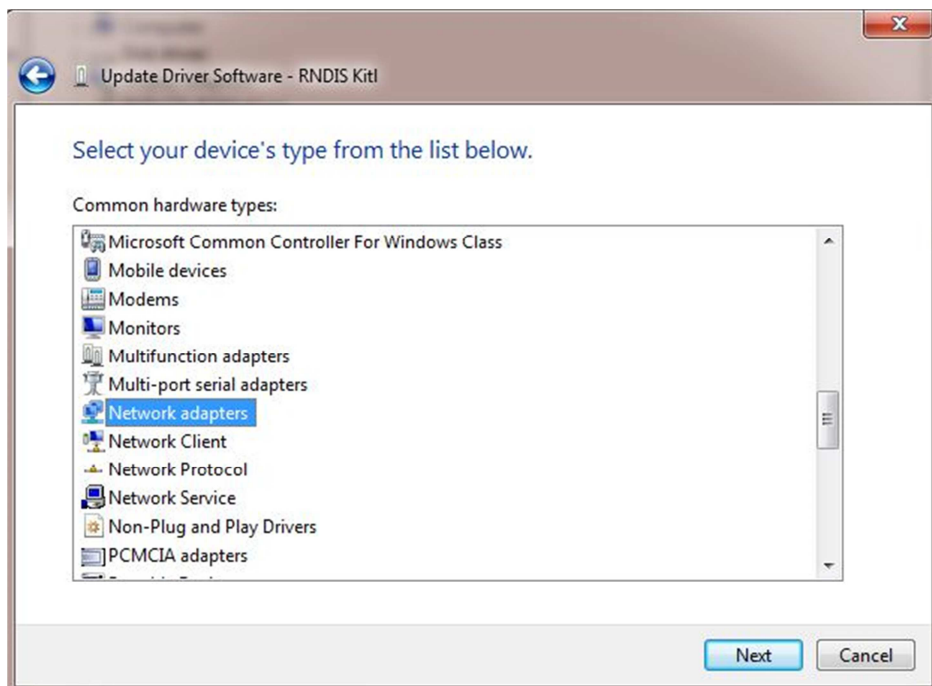 Update Driver Software - RNDIS Kitl
Select your device's type from the list below.
Common hardware types:
Microsoft Common Controller For Windows Class
Mobile devices
Modems
Monitors
Multifunction adapters
Multi-port serial adapters
Network adapters
Network Client
Network Protocol
Network Service
Non-Plug and Play Drivers
PCMCIA adapters
Next
Cancel